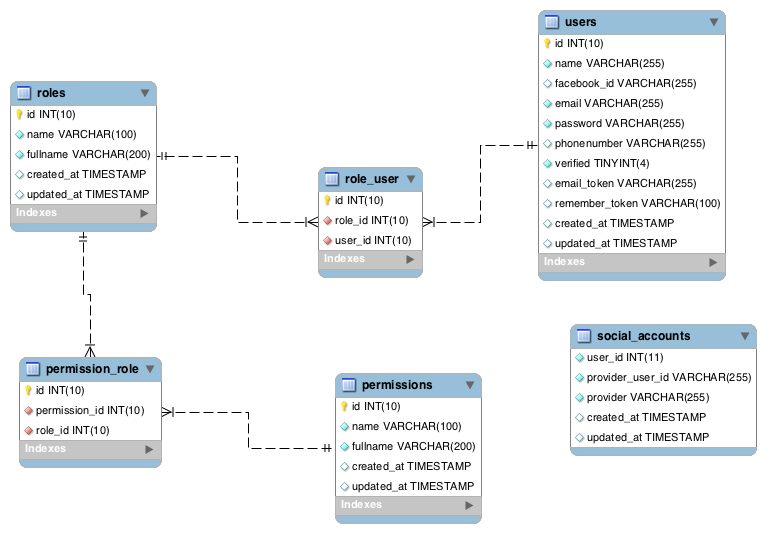 users
id INT(10)
name VARCHAR(255)
facebook_id VARCHAR(255)
email VARCHAR(255)
password VARCHAR(255)
phonenumber VARCHAR(255)
verified TINYINT(4)
email_token VARCHAR(255)
remember_token VARCHAR(100)
created_at TIMESTAMP
updated_at TIMESTAMP
Indexes
roles
id INT(10)
name VARCHAR(100)
fullname VARCHAR(200)
created_at TIMESTAMP
updated_at TIMESTAMP
Indexes
role_user
id INT(10)
role_id INT(10)
user_id INT(10)
Indexes
social_accounts
user_id INT(11)
provider_user_id VARCHAR(255)
provider VARCHAR(255)
created_at TIMESTAMP
updated_at TIMESTAMP
permission_role
id INT(10)
permission_id INT(10)
role_id INT(10)
Indexes
permissions
id INT(10)
name VARCHAR(100)
fullname VARCHAR(200)
created_at TIMESTAMP
updated_at TIMESTAMP
Indexes